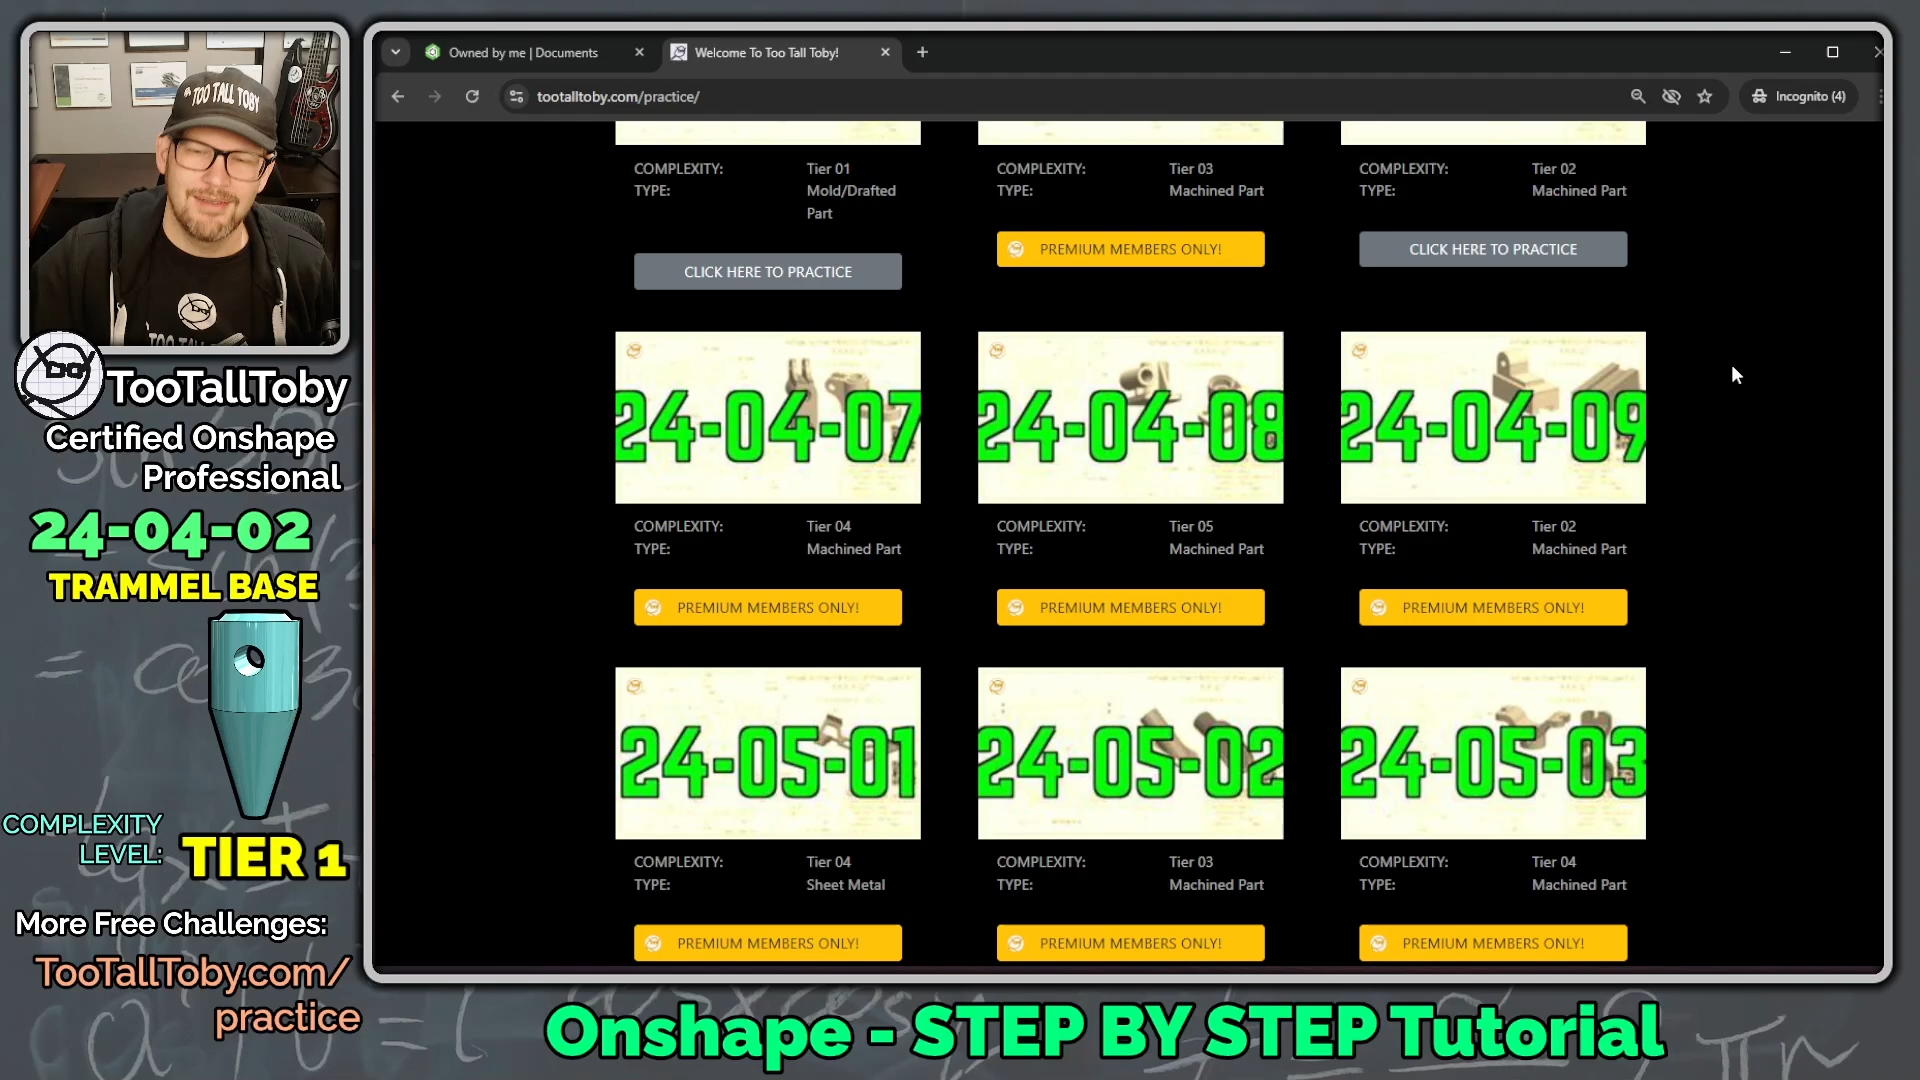 TOO TALL TOBY
TooTallToby
Certified Onshape
Professional
24-04-02
TRAMMEL BASE
COMPLEXITY
LEVEL:
TIER 1
More Free Challenges:
TooTallToby.com/
practice
Owned by me | Documents
Welcome To Too Tall Toby!
tootalltoby.com/practice/
Incognito (4)
COMPLEXITY: Tier 01
TYPE: Mold/Drafted
Part
CLICK HERE TO PRACTICE
COMPLEXITY: Tier 03
TYPE: Machined Part
PREMIUM MEMBERS ONLY!
COMPLEXITY: Tier 02
TYPE: Machined Part
CLICK HERE TO PRACTICE
24-04-07
COMPLEXITY: Tier 04
TYPE: Machined Part
PREMIUM MEMBERS ONLY!
24-04-08
COMPLEXITY: Tier 05
TYPE: Machined Part
PREMIUM MEMBERS ONLY!
24-04-09
COMPLEXITY: Tier 02
TYPE: Machined Part
PREMIUM MEMBERS ONLY!
24-05-01
COMPLEXITY: Tier 04
TYPE: Sheet Metal
PREMIUM MEMBERS ONLY!
24-05-02
COMPLEXITY: Tier 03
TYPE: Machined Part
PREMIUM MEMBERS ONLY!
24-05-03
COMPLEXITY: Tier 04
TYPE: Machined Part
PREMIUM MEMBERS ONLY!
Onshape - STEP BY STEP Tutorial